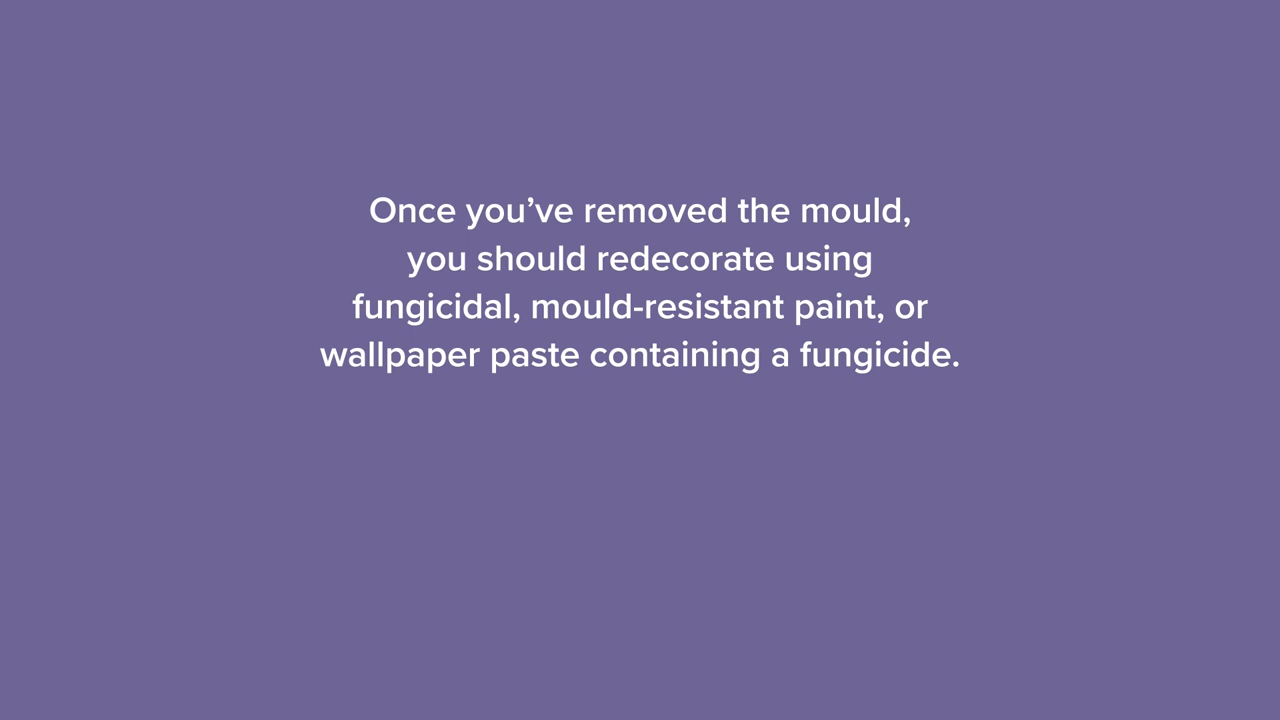 Once you’ve removed the mould,
you should redecorate using
fungicidal, mould-resistant paint, or
wallpaper paste containing a fungicide.